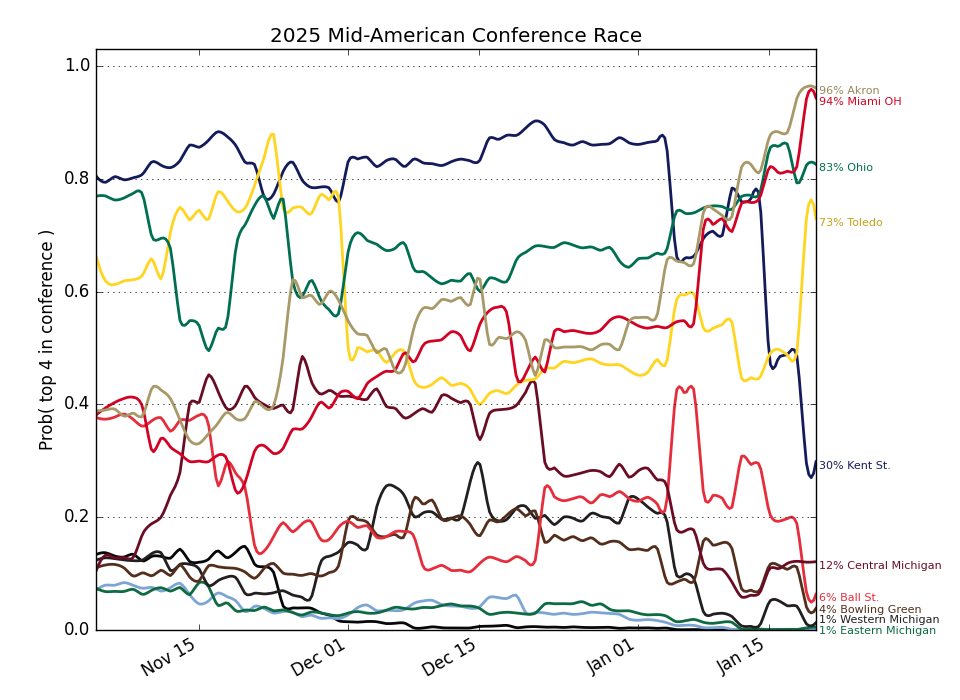 2025 Mid-American Conference Race
Prob( top 4 in conference )
1.0
0.8
0.6
0.4
0.2
0.0
Nov 15
Dec 01
Dec 15
Jan 01
Jan 15
96% Akron
94% Miami OH
83% Ohio
73% Toledo
30% Kent St.
12% Central Michigan
6% Ball St.
4% Bowling Green
1% Western Michigan
1% Eastern Michigan